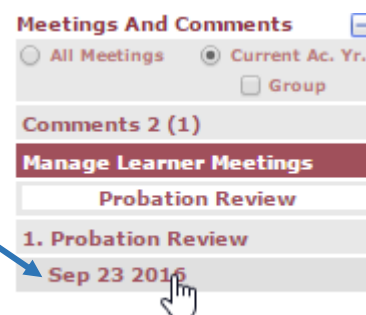 Meetings And Comments
All Meetings Current Ac. Yr.
Group
Comments 2 (1)
Manage Learner Meetings
Probation Review
1. Probation Review
Sep 23 2016